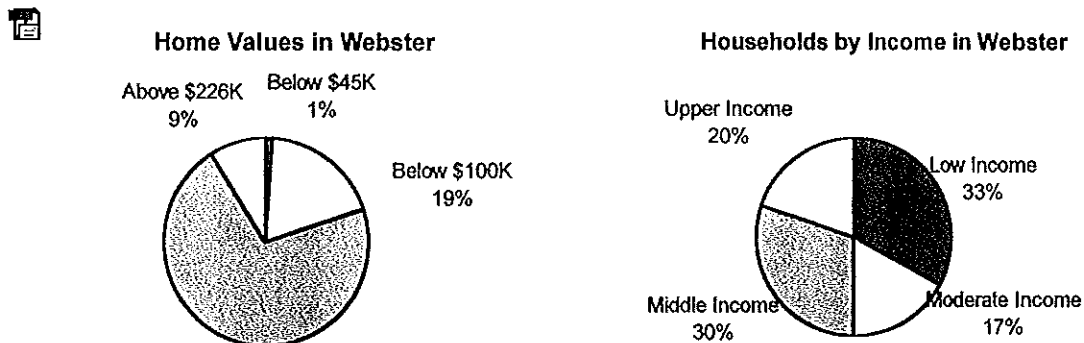 Home Values in Webster
Above $226K
9%
Below $45K
1%
Below $100K
19%
Households by Income in Webster
Upper Income
20%
Low Income
33%
Middle Income
30%
Moderate Income
17%